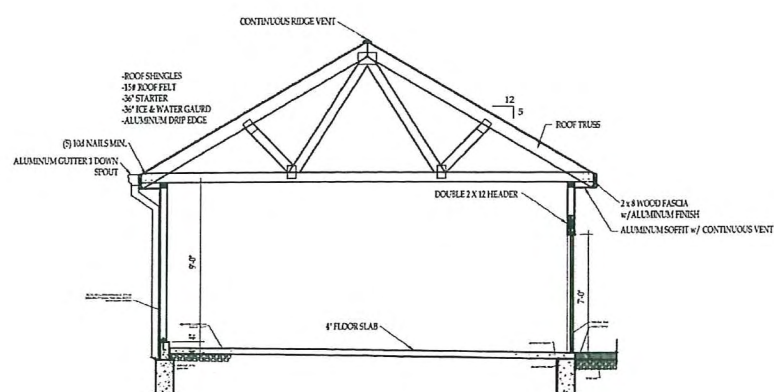 CONTINUOUS RIDGE VENT
-ROOF SHINGLES
-15# ROOF FELT
-36" STARTER
-36" ICE & WATER GAURD
-ALUMINUM DRIP EDGE
12
5
ROOF TRUSS
(5) 10d NAILS MIN.
ALUMINUM GUTTER 1 DOWN
SPOUT
DOUBLE 2 X 12 HEADER
2 x 8 WOOD FASCIA
w/ALUMINUM FINISH
ALUMINUM SOFFIT w/ CONTINUOUS VENT
9'-0"
7'-0"
4" FLOOR SLAB